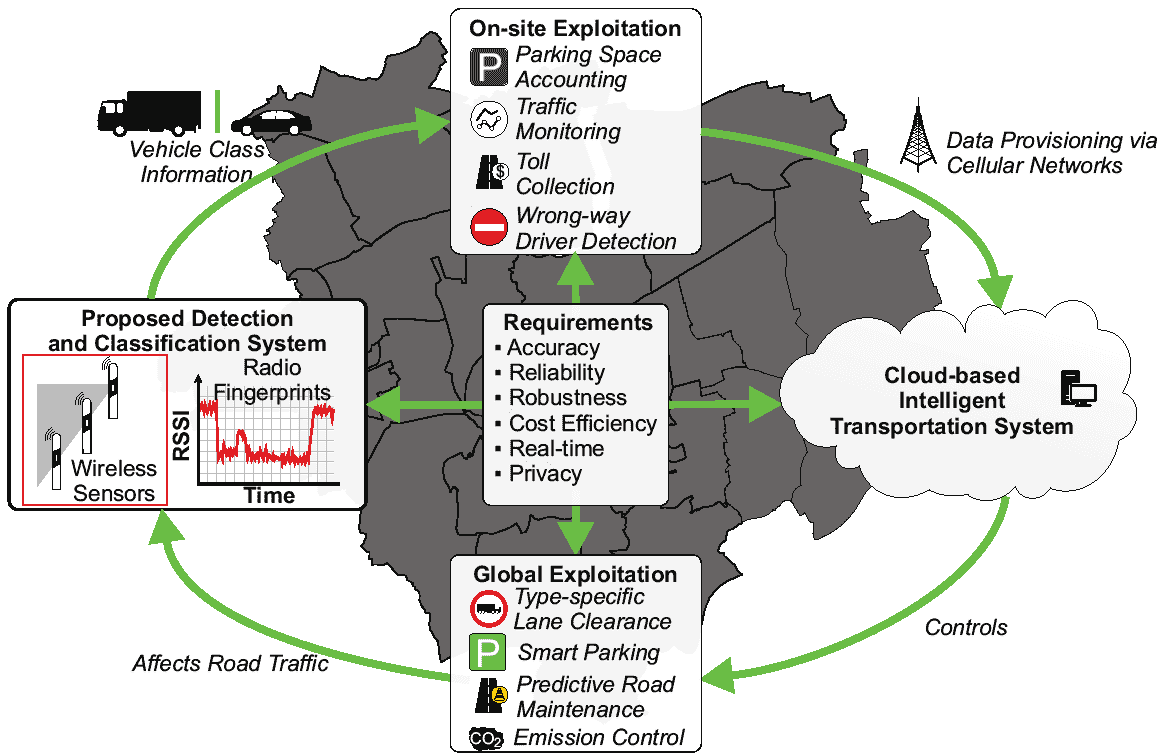 On-site Exploitation
P
Parking Space
Accounting
Traffic
Monitoring
$
Toll
Collection
Wrong-way
Driver Detection
Vehicle Class
Information
Data Provisioning via
Cellular Networks
Proposed Detection
and Classification System
Wireless
Sensors
Radio
Fingerprints
RSSI
Time
Requirements
▪ Accuracy
▪ Reliability
▪ Robustness
▪ Cost Efficiency
▪ Real-time
▪ Privacy
Cloud-based
Intelligent
Transportation System
Global Exploitation
Type-specific
Lane Clearance
P
Smart Parking
Predictive Road
Maintenance
CO2
Emission Control
Affects Road Traffic
Controls